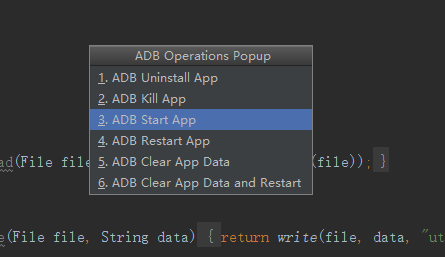 ADB Operations Popup
1. ADB Uninstall App
2. ADB Kill App
3. ADB Start App
4. ADB Restart App
ad(File file (file)); }
5. ADB Clear App Data
6. ADB Clear App Data and Restart
e(File file, String data) { return write(file, data, "ut